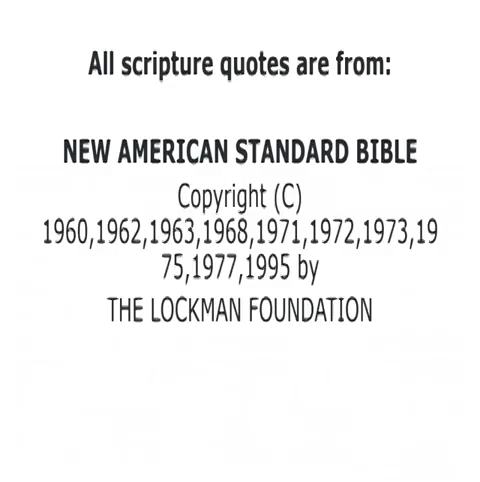 All scripture quotes are from:
NEW AMERICAN STANDARD BIBLE
Copyright (C)
1960,1962,1963,1968,1971,1972,1973,19
75,1977,1995 by
THE LOCKMAN FOUNDATION